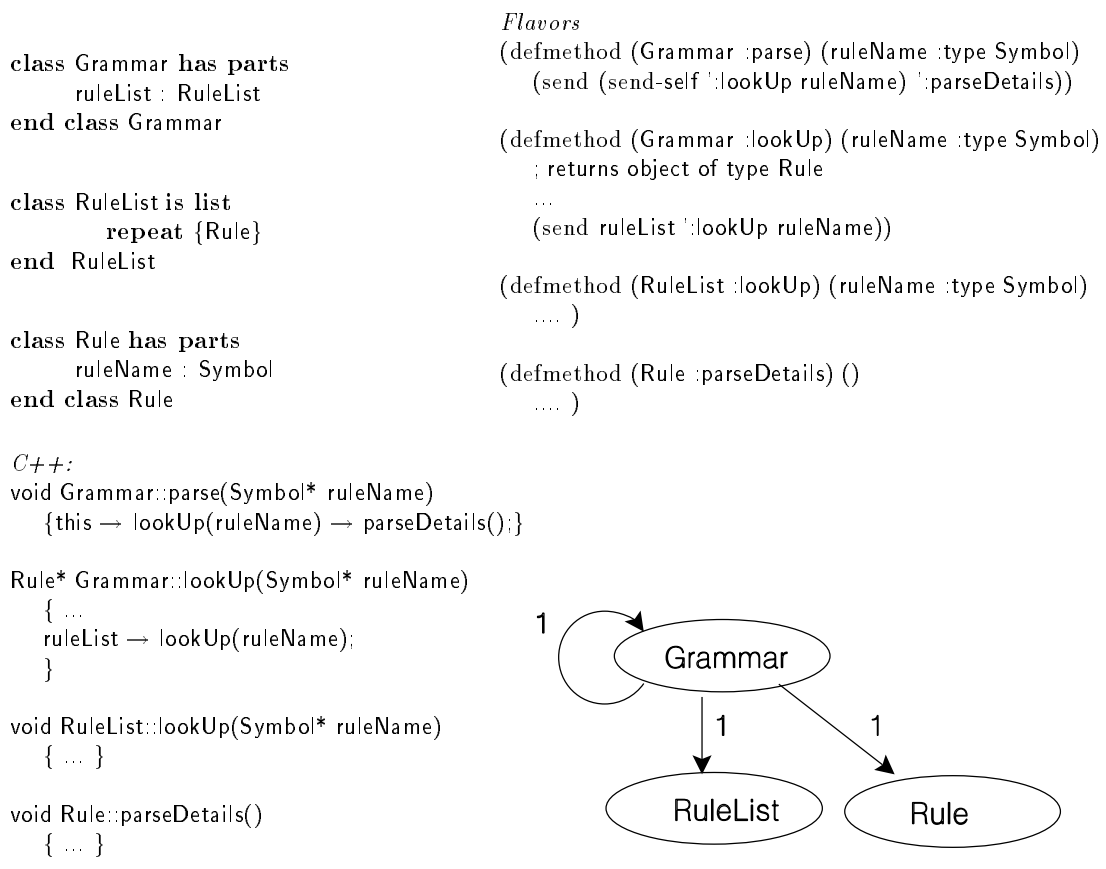 class Grammar has parts
ruleList : RuleList
end class Grammar
class RuleList is list
repeat {Rule}
end RuleList
class Rule has parts
ruleName : Symbol
end class Rule
Flavors
(defmethod (Grammar :parse) (ruleName :type Symbol)
(send (send-self ':lookUp ruleName) ':parseDetails))
(defmethod (Grammar :lookUp) (ruleName :type Symbol)
; returns object of type Rule
...
(send ruleList ':lookUp ruleName))
(defmethod (RuleList :lookUp) (ruleName :type Symbol)
.... )
(defmethod (Rule :parseDetails) ()
.... )
C++:
void Grammar::parse(Symbol* ruleName)
{this → lookUp(ruleName) → parseDetails();}
Rule* Grammar::lookUp(Symbol* ruleName)
{ ...
ruleList → lookUp(ruleName);
}
void RuleList::lookUp(Symbol* ruleName)
{ ... }
void Rule::parseDetails()
{ ... }
1
Grammar
1
1
RuleList
Rule